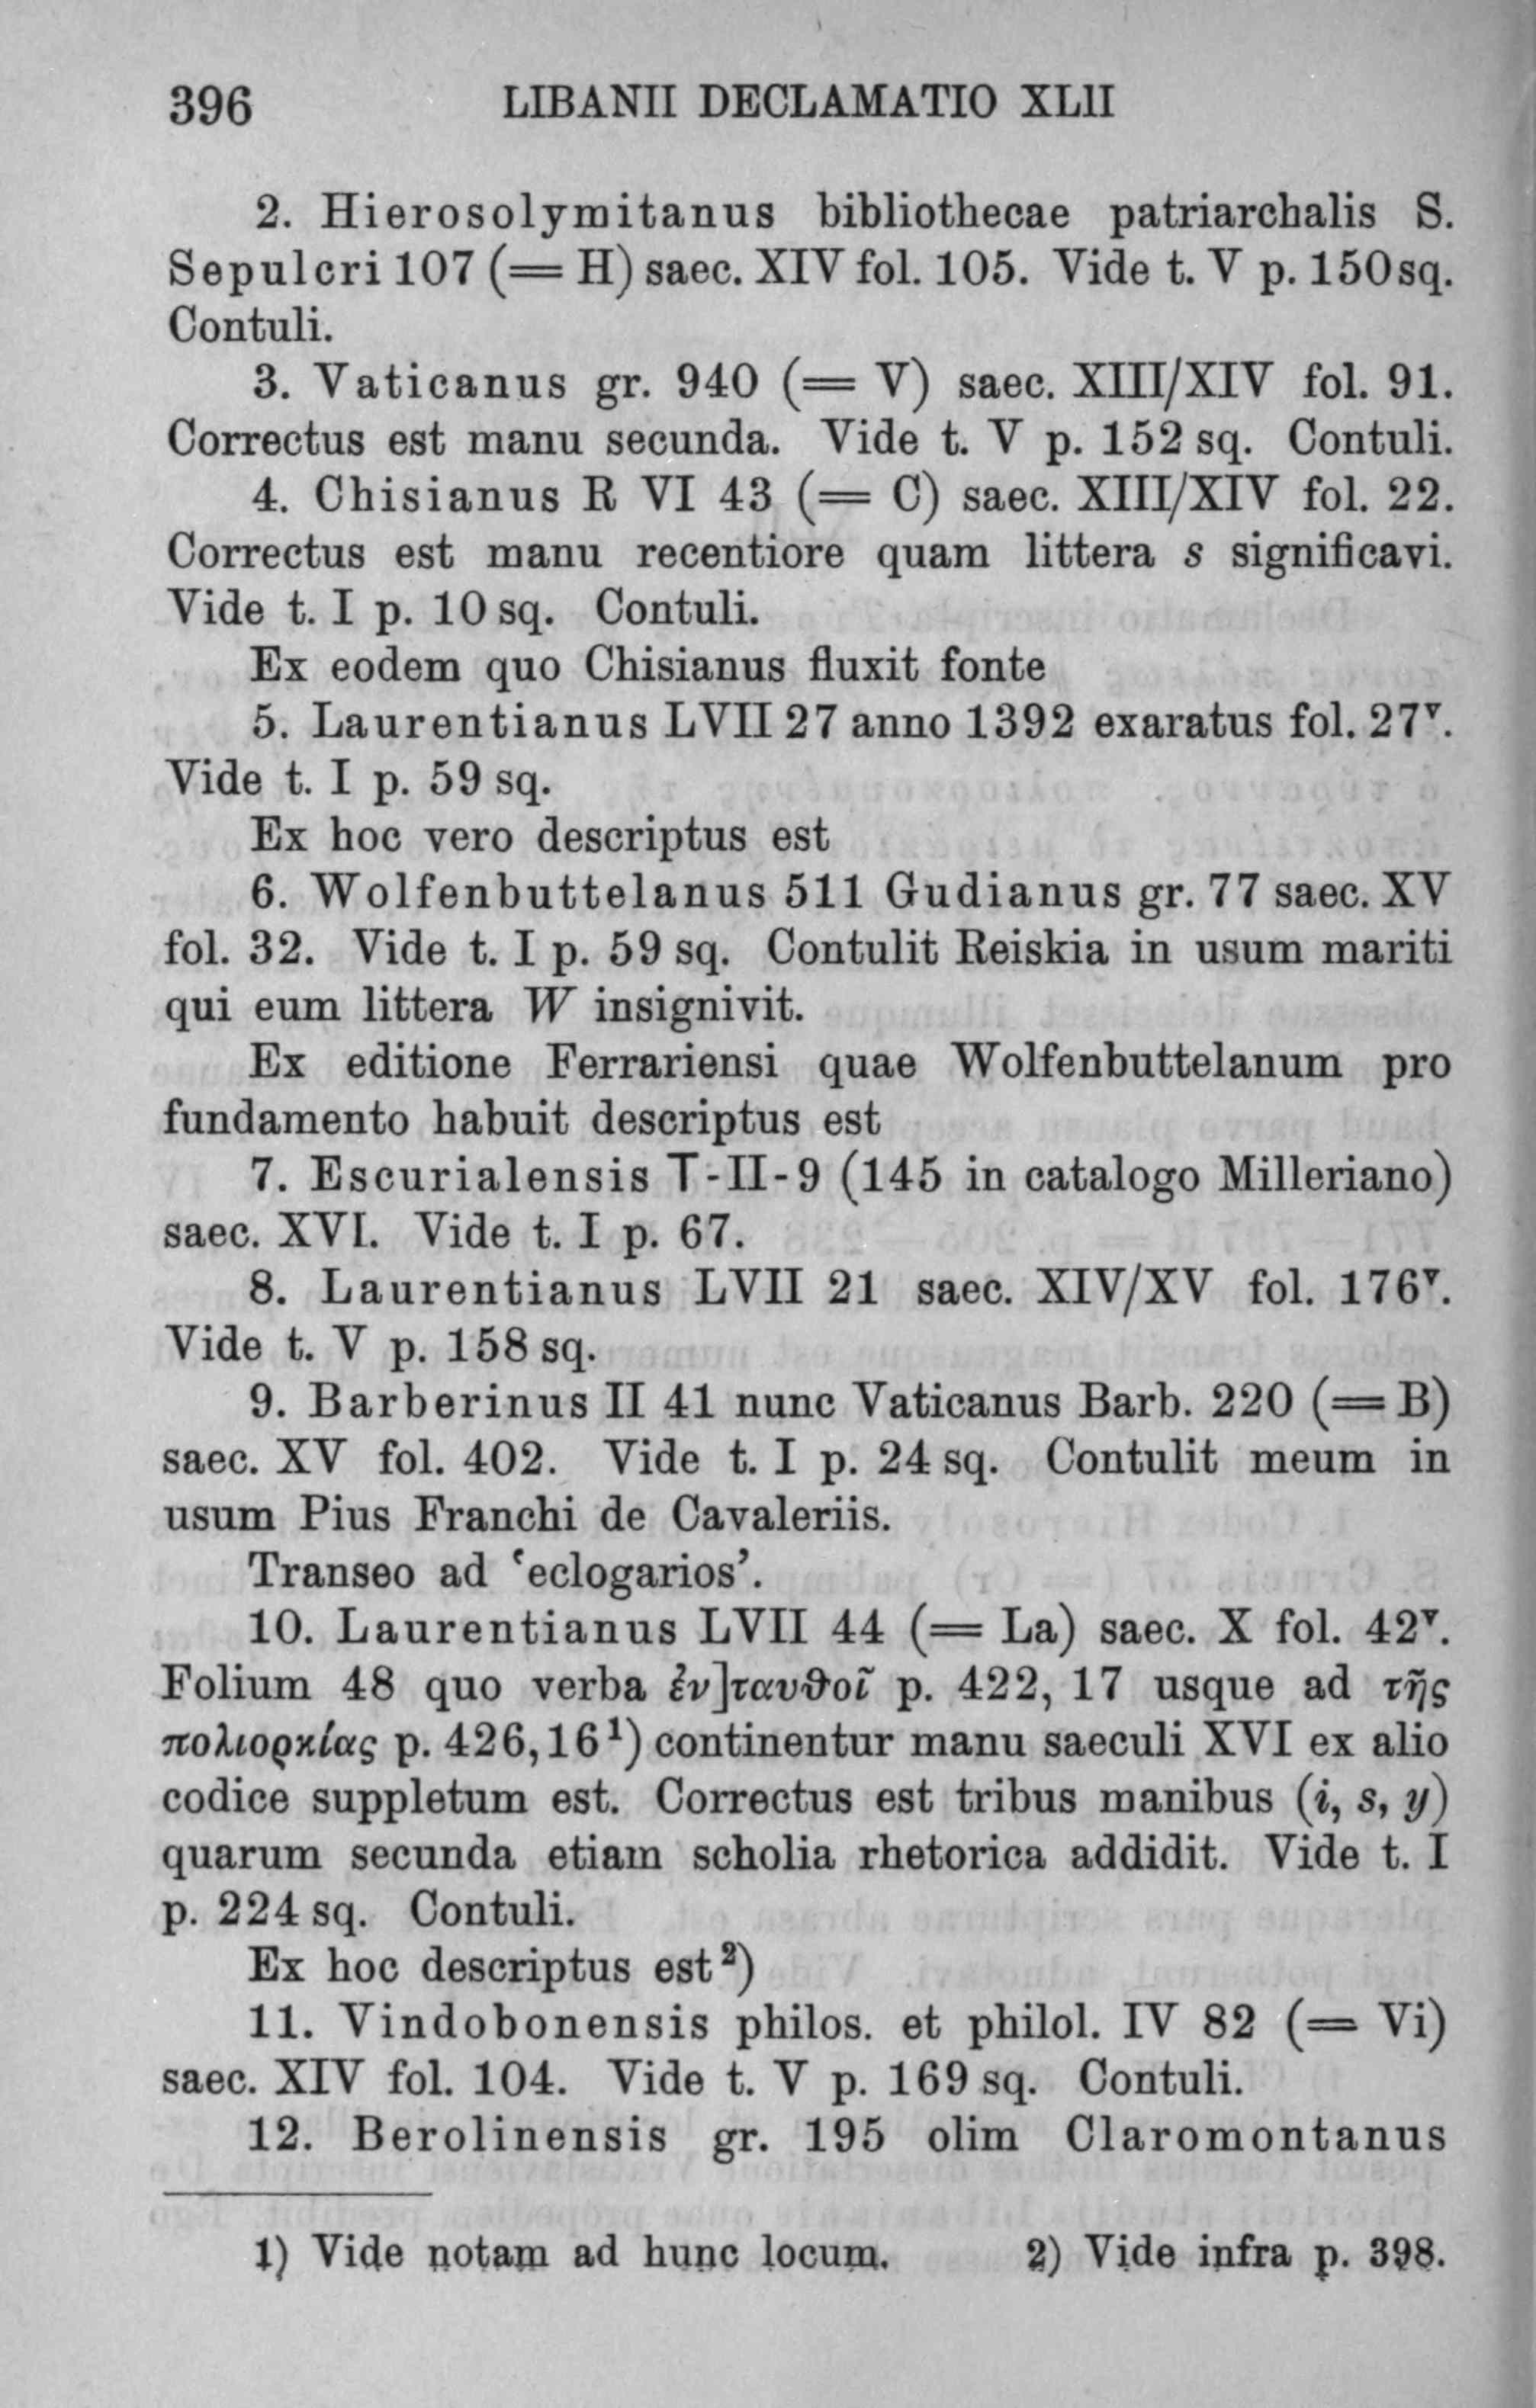 396 LIBANII DECLAMATIO XLII
2. Hierosolymitanus bibliothecae patriarchalis S.
Sepulcri 107 (= H) saec. XIV fol. 105. Vide t. V p. 150 sq.
Contuli.
3. Vaticanus gr. 940 (= V) saec. XIII/XIV fol. 91.
Correctus est manu secunda. Vide t. V p. 152 sq. Contuli.
4. Chisianus R VI 43 (= C) saec. XIII/XIV fol. 22.
Correctus est manu recentiore quam littera s significavi.
Vide t. I p. 10 sq. Contuli.
Ex eodem quo Chisianus fluxit fonte
5. Laurentianus LVII 27 anno 1392 exaratus fol. 27ᵛ.
Vide t. I p. 59 sq.
Ex hoc vero descriptus est
6. Wolfenbuttelanus 511 Gudianus gr. 77 saec. XV
fol. 32. Vide t. I p. 59 sq. Contulit Reiskia in usum mariti
qui eum littera W insignivit.
Ex editione Ferrariensi quae Wolfenbuttelanum pro
fundamento habuit descriptus est
7. Escurialensis T-II-9 (145 in catalogo Milleriano)
saec. XVI. Vide t. I p. 67.
8. Laurentianus LVII 21 saec. XIV/XV fol. 176ᵛ.
Vide t. V p. 158 sq.
9. Barberinus II 41 nunc Vaticanus Barb. 220 (= B)
saec. XV fol. 402. Vide t. I p. 24 sq. Contulit meum in
usum Pius Franchi de Cavaleriis.
Transeo ad ‘eclogarios’.
10. Laurentianus LVII 44 (= La) saec. X fol. 42ᵛ.
Folium 48 quo verba ἐν]ταυϑοῖ p. 422, 17 usque ad τῆς
πολιορκίας p. 426, 16¹) continentur manu saeculi XVI ex alio
codice suppletum est. Correctus est tribus manibus (i, s, y)
quarum secunda etiam scholia rhetorica addidit. Vide t. I
p. 224 sq. Contuli.
Ex hoc descriptus est²)
11. Vindobonensis philos. et philol. IV 82 (= Vi)
saec. XIV fol. 104. Vide t. V p. 169 sq. Contuli.
12. Berolinensis gr. 195 olim Claromontanus
1) Vide notam ad hunc locum. 2) Vide infra p. 398.